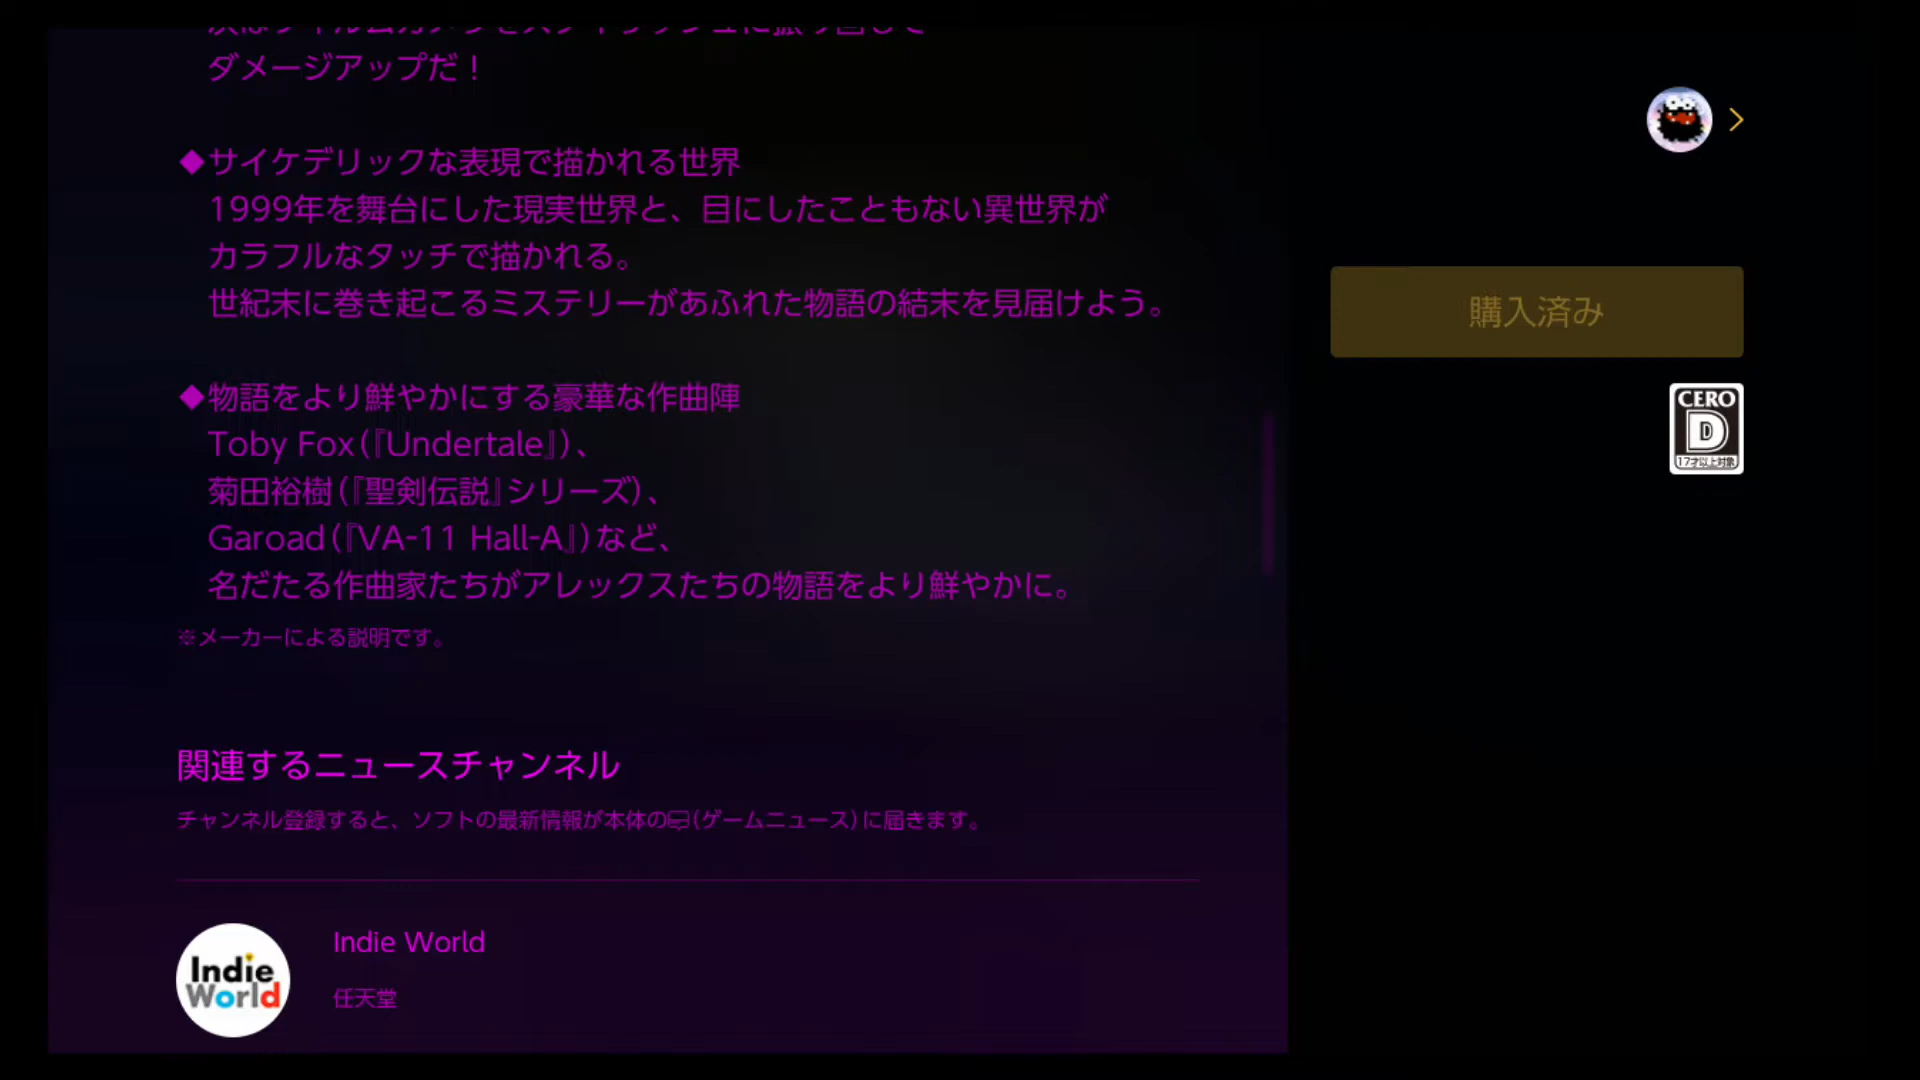 ダメージアップだ！
◆サイケデリックな表現で描かれる世界
1999年を舞台にした現実世界と、目にしたこともない異世界が
カラフルなタッチで描かれる。
世紀末に巻き起こるミステリーがあふれた物語の結末を見届けよう。
◆物語をより鮮やかにする豪華な作曲陣
Toby Fox（『Undertale』）、
菊田裕樹（『聖剣伝説』シリーズ）、
Garoad（『VA-11 Hall-A』）など、
名だたる作曲家たちがアレックスたちの物語をより鮮やかに。
※メーカーによる説明です。
関連するニュースチャンネル
チャンネル登録すると、ソフトの最新情報が本体の（ゲームニュース）に届きます。
Indie
World
Indie World
任天堂
購入済み
CERO
D
17才以上対象